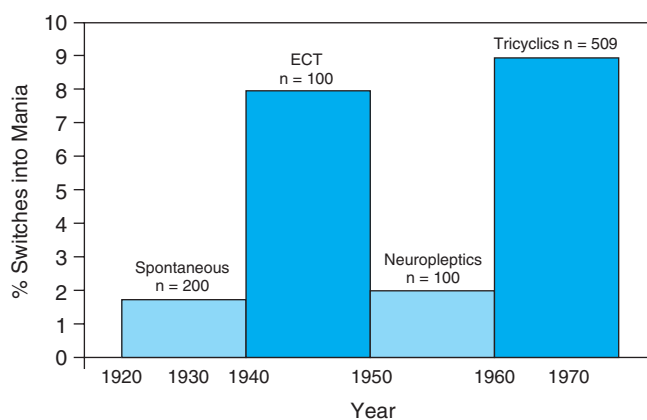 10
9
8
7
6
5
4
3
2
1
0
% Switches into Mania
Spontaneous
n = 200
ECT
n = 100
Neuropleptics
n = 100
Tricyclics n = 509
1920
1930
1940
1950
1960
1970
Year